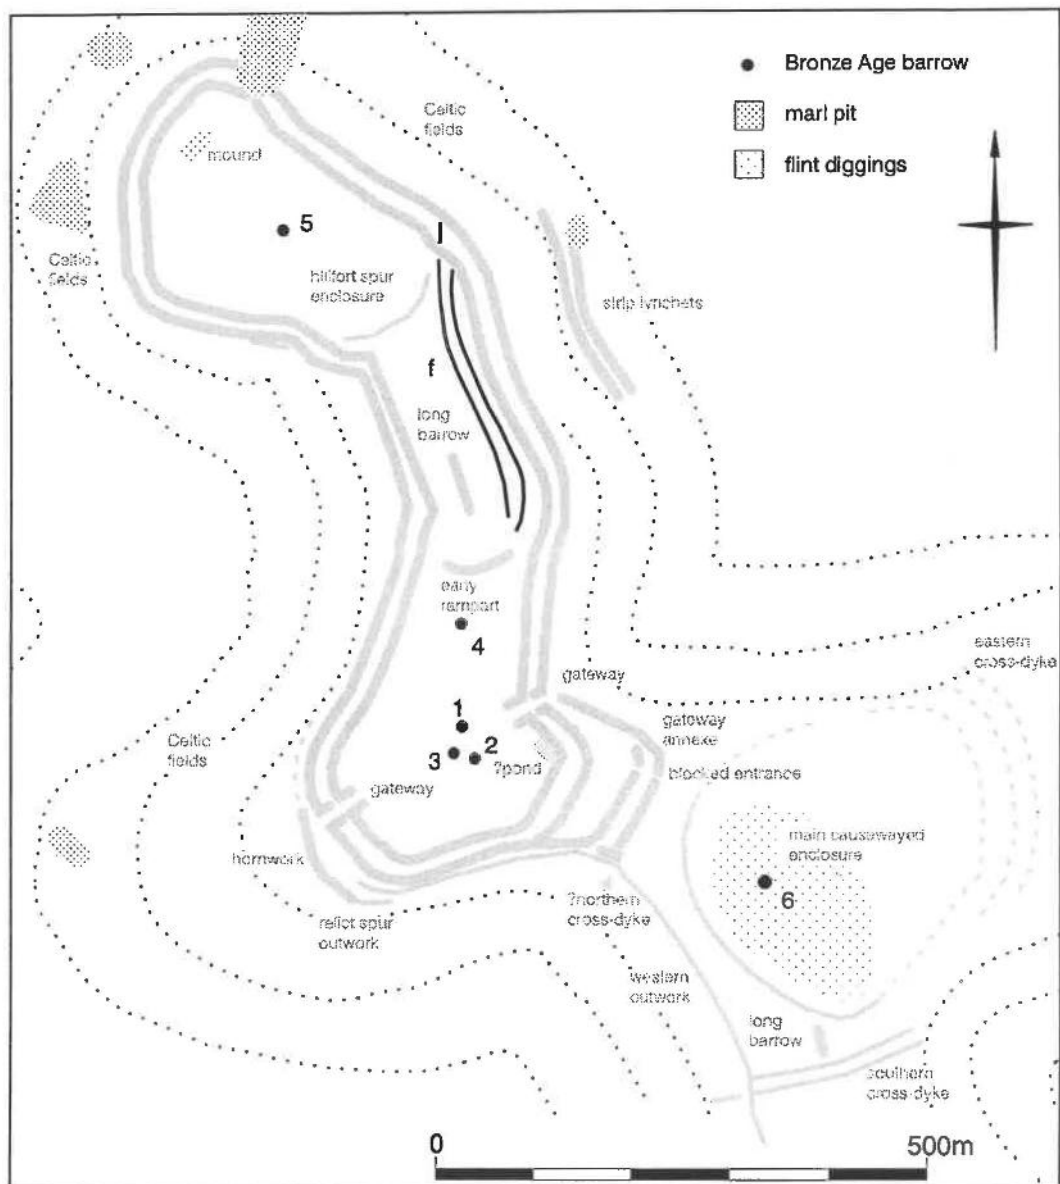 Bronze Age barrow
marl pit
flint diggings
Celtic
fields
mound
5
Celtic
fields
hillfort spur
enclosure
strip lynchets
f
long
barrow
early
rampart
4
eastern
cross-dyke
gateway
1
gateway
annexe
3
2
Celtic
fields
?pond
blocked entrance
gateway
main causewayed
enclosure
hornwork
6
?northern
cross-dyke
relict spur
outwork
western
outwork
long
barrow
southern
cross-dyke
0
500m